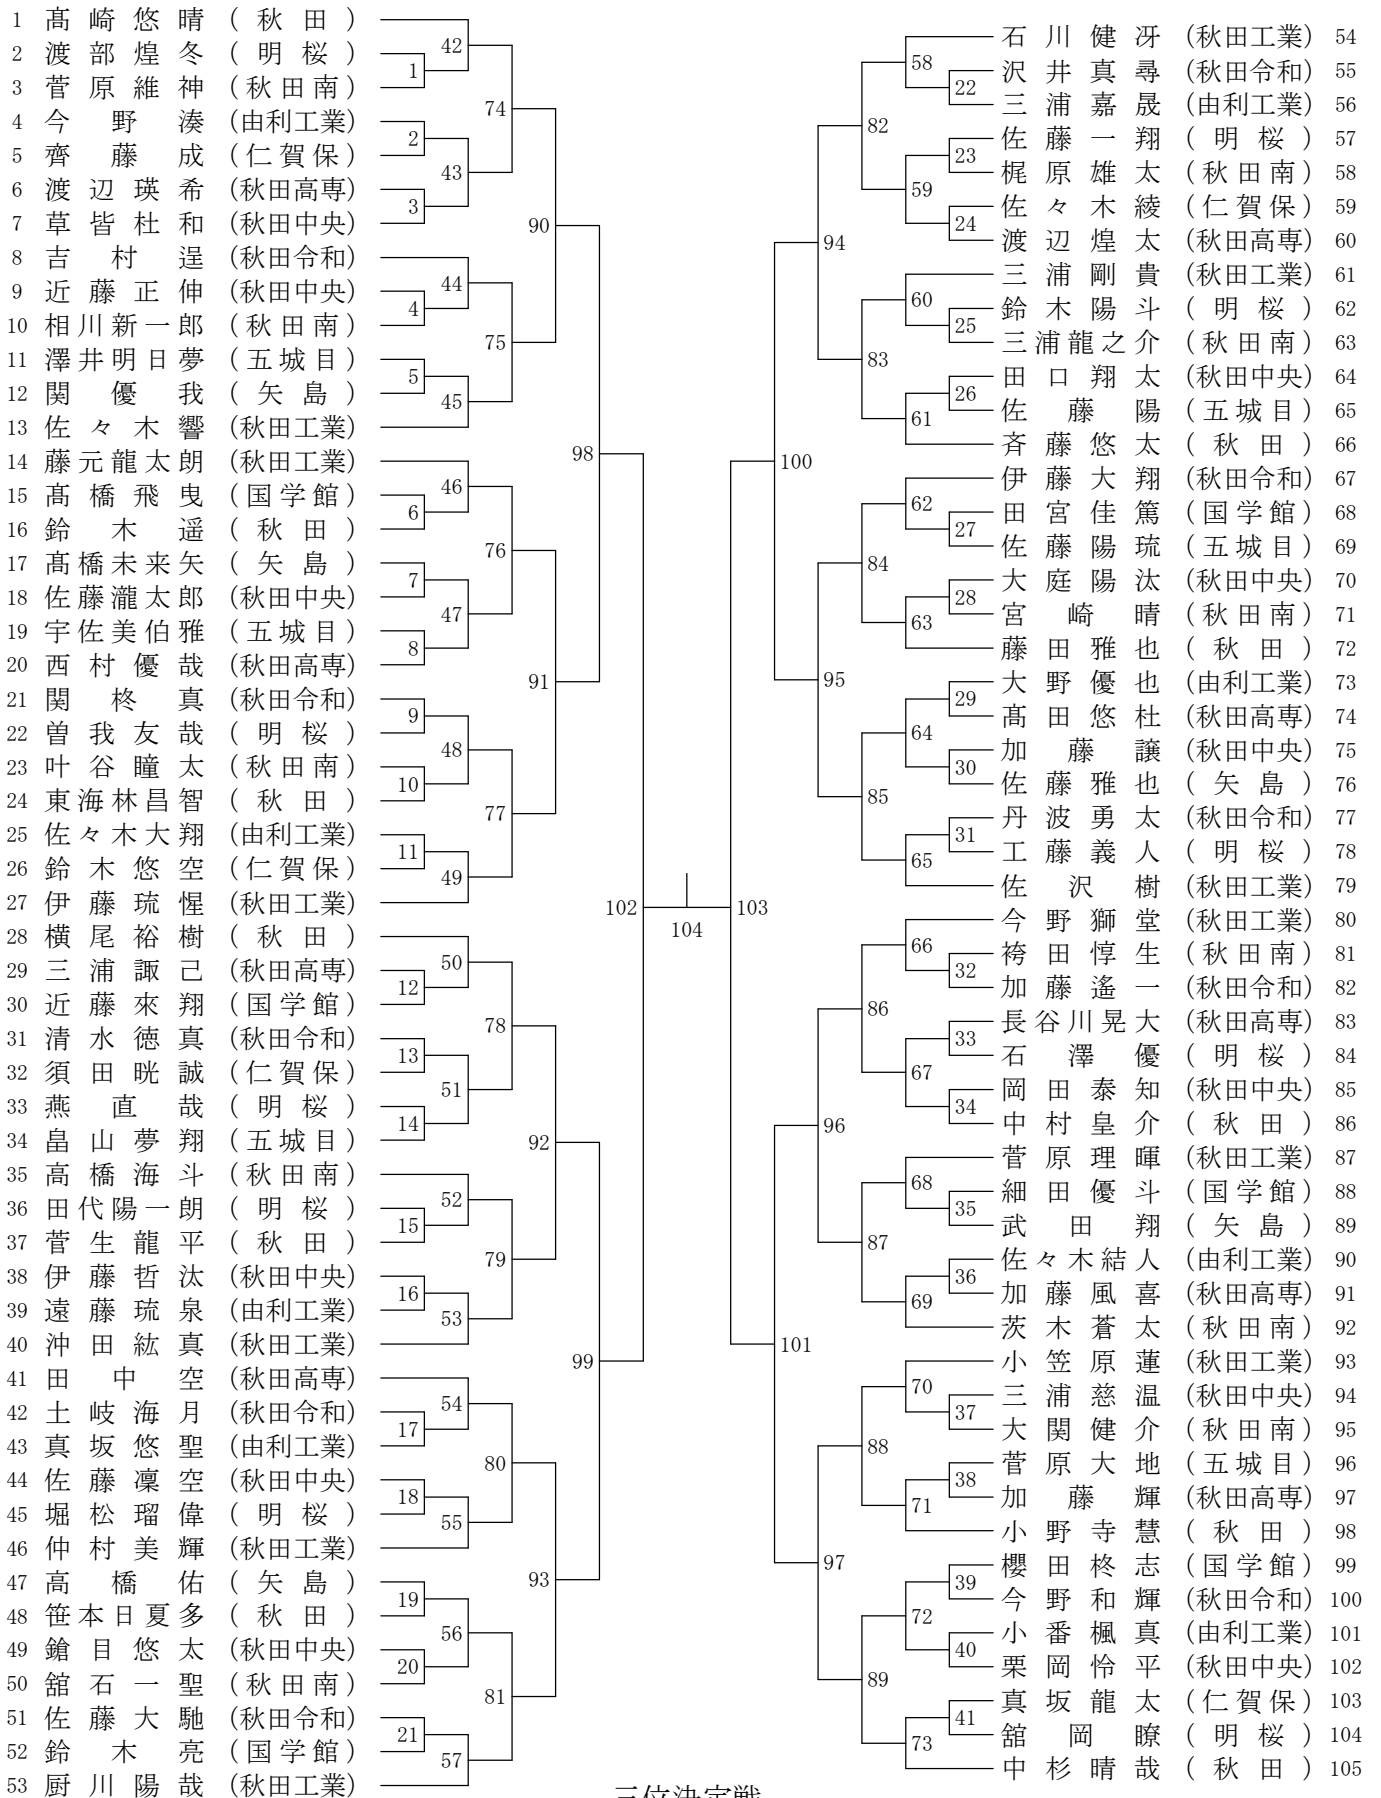 1 髙崎悠晴 (秋田)
2 渡部煌冬 (明桜)
3 菅原維神 (秋田南)
4 今野湊 (由利工業)
5 齊藤成 (仁賀保)
6 渡辺瑛希 (秋田高専)
7 草皆杜和 (秋田中央)
8 吉村逞 (秋田令和)
9 近藤正伸 (秋田中央)
10 相川新一郎 (秋田南)
11 澤井明日夢 (五城目)
12 関優我 (矢島)
13 佐々木響 (秋田工業)
14 藤元龍太朗 (秋田工業)
15 髙橋飛曳 (国学館)
16 鈴木遥 (秋田)
17 髙橋未来矢 (矢島)
18 佐藤瀧太郎 (秋田中央)
19 宇佐美伯雅 (五城目)
20 西村優哉 (秋田高専)
21 関柊真 (秋田令和)
22 曽我友哉 (明桜)
23 叶谷瞳太 (秋田南)
24 東海林昌智 (秋田)
25 佐々木大翔 (由利工業)
26 鈴木悠空 (仁賀保)
27 伊藤琉惺 (秋田工業)
28 横尾裕樹 (秋田)
29 三浦諏己 (秋田高専)
30 近藤來翔 (国学館)
31 清水徳真 (秋田令和)
32 須田晄誠 (仁賀保)
33 燕直哉 (明桜)
34 畠山夢翔 (五城目)
35 高橋海斗 (秋田南)
36 田代陽一朗 (明桜)
37 菅生龍平 (秋田)
38 伊藤哲汰 (秋田中央)
39 遠藤琉泉 (由利工業)
40 沖田紘真 (秋田工業)
41 田中空 (秋田高専)
42 土岐海月 (秋田令和)
43 真坂悠聖 (由利工業)
44 佐藤凜空 (秋田中央)
45 堀松瑠偉 (明桜)
46 仲村美輝 (秋田工業)
47 高橋佑 (矢島)
48 笹本日夏多 (秋田)
49 鎗目悠太 (秋田中央)
50 舘石一聖 (秋田南)
51 佐藤大馳 (秋田令和)
52 鈴木亮 (国学館)
53 厨川陽哉 (秋田工業)
42
1
74
2
43
3
90
44
4
75
5
45
98
46
6
76
7
47
8
91
9
48
10
77
11
49
102
50
12
78
13
51
14
92
52
15
79
16
53
99
54
17
80
18
55
93
19
56
20
81
21
57
104
103
58
22
82
23
59
24
94
60
25
83
26
61
100
62
27
84
28
63
95
29
64
30
85
31
65
66
32
86
33
67
34
96
68
35
87
36
69
101
70
37
88
38
71
97
39
72
40
89
41
73
石川健冴 (秋田工業) 54
沢井真尋 (秋田令和) 55
三浦嘉晟 (由利工業) 56
佐藤一翔 (明桜) 57
梶原雄太 (秋田南) 58
佐々木綾 (仁賀保) 59
渡辺煌太 (秋田高専) 60
三浦剛貴 (秋田工業) 61
鈴木陽斗 (明桜) 62
三浦龍之介 (秋田南) 63
田口翔太 (秋田中央) 64
佐藤陽 (五城目) 65
斉藤悠太 (秋田) 66
伊藤大翔 (秋田令和) 67
田宮佳篤 (国学館) 68
佐藤陽琉 (五城目) 69
大庭陽汰 (秋田中央) 70
宮崎晴 (秋田南) 71
藤田雅也 (秋田) 72
大野優也 (由利工業) 73
髙田悠杜 (秋田高専) 74
加藤譲 (秋田中央) 75
佐藤雅也 (矢島) 76
丹波勇太 (秋田令和) 77
工藤義人 (明桜) 78
佐沢樹 (秋田工業) 79
今野獅堂 (秋田工業) 80
袴田惇生 (秋田南) 81
加藤遙一 (秋田令和) 82
長谷川晃大 (秋田高専) 83
石澤優 (明桜) 84
岡田泰知 (秋田中央) 85
中村皇介 (秋田) 86
菅原理暉 (秋田工業) 87
細田優斗 (国学館) 88
武田翔 (矢島) 89
佐々木結人 (由利工業) 90
加藤風喜 (秋田高専) 91
茨木蒼太 (秋田南) 92
小笠原蓮 (秋田工業) 93
三浦慈温 (秋田中央) 94
大関健介 (秋田南) 95
菅原大地 (五城目) 96
加藤輝 (秋田高専) 97
小野寺慧 (秋田) 98
櫻田柊志 (国学館) 99
今野和輝 (秋田令和) 100
小番楓真 (由利工業) 101
栗岡怜平 (秋田中央) 102
真坂龍太 (仁賀保) 103
舘岡瞭 (明桜) 104
中杉晴哉 (秋田) 105
三位決定戦